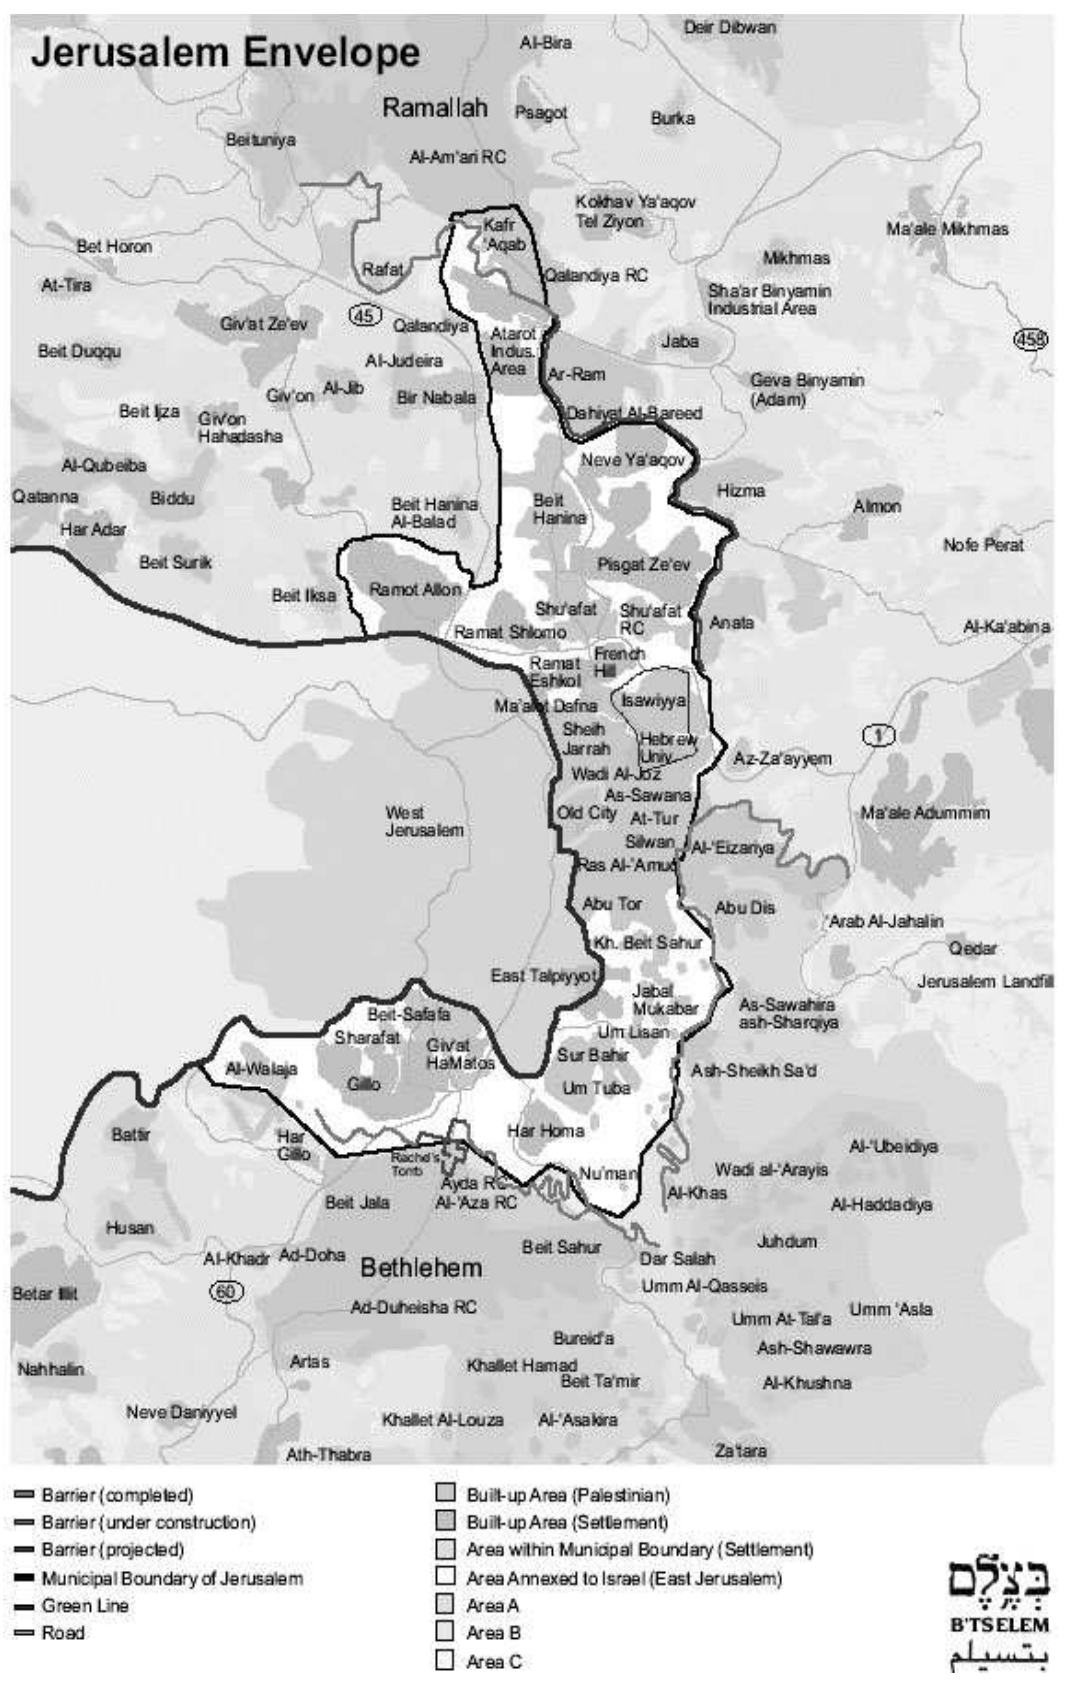 Jerusalem Envelope
Deir Dibwan
Al-Bira
Ramallah
Psagot
Burka
Beituniya
Al-Am'ari RC
Kokhav Ya'aqov
Tel Ziyon
Ma'ale Mikhmas
Kafr
'Aqab
Bet Horon
Mikhmas
Rafat
Qalandiya RC
At-Tira
Sha'ar Binyamin
Industrial Area
45
Giv'at Ze'ev
Qalandiya
Atarot
Indus.
Area
Jaba
458
Beit Duqqu
Al-Judeira
Ar-Ram
Geva Binyamin
(Adam)
Giv'on
Al-Jib
Bir Nabala
Beit Ijza
Giv'on
Hahadasha
Dahiyat Al-Bareed
Al-Qubeiba
Neve Ya'aqov
Qatanna
Biddu
Hizma
Beit Hanina
Al-Balad
Beit
Hanina
Almon
Har Adar
Nofe Perat
Beit Surik
Pisgat Ze'ev
Beit Iksa
Ramot Allon
Shu'afat
Shu'afat
RC
Anata
Al-Ka'abina
Ramat Shlomo
French
Hill
Ramat
Eshkol
Isawiyya
Ma'alot Dafna
Sheih
Jarrah
Hebrew
Univ.
1
Az-Za'ayyem
Wadi Al-Joz
As-Sawana
Old City
At-Tur
West
Jerusalem
Ma'ale Adummim
Silwan
Al-'Eizariya
Ras Al-'Amud
Abu Tor
Abu Dis
'Arab Al-Jahalin
Kh. Beit Sahur
Qedar
East Talpiyyot
Jerusalem Landfill
Jabal
Mukabar
As-Sawahira
ash-Sharqiya
Beit-Safafa
Sharafat
Um Lisan
Giv'at
HaMatos
Sur Bahir
Al-Walaja
Gillo
Um Tuba
Ash-Sheikh Sa'd
Battir
Har
Gillo
Har Homa
Al-'Ubeidiya
Rachel's
Tomb
Nu'man
Wadi al-'Arayis
Ayda RC
Al-'Aza RC
Al-Khas
Beit Jala
Al-Haddadiya
Husan
Beit Sahur
Juhdum
Al-Khadr
Ad-Doha
Bethlehem
Dar Salah
60
Umm Al-Qasseis
Betar Illit
Ad-Duheisha RC
Umm 'Asla
Umm At-Tal'a
Bureid'a
Ash-Shawawra
Nahhalin
Artas
Khallet Hamad
Beit Ta'mir
Al-Khushna
Neve Daniyyel
Khallet Al-Louza
Al-'Asakira
Ath-Thabra
Za'tara
Barrier (completed)
Barrier (under construction)
Barrier (projected)
Municipal Boundary of Jerusalem
Green Line
Road
Built-up Area (Palestinian)
Built-up Area (Settlement)
Area within Municipal Boundary (Settlement)
Area Annexed to Israel (East Jerusalem)
Area A
Area B
Area C
בְּצֶלֶם
B'TSELEM
بتسيلم